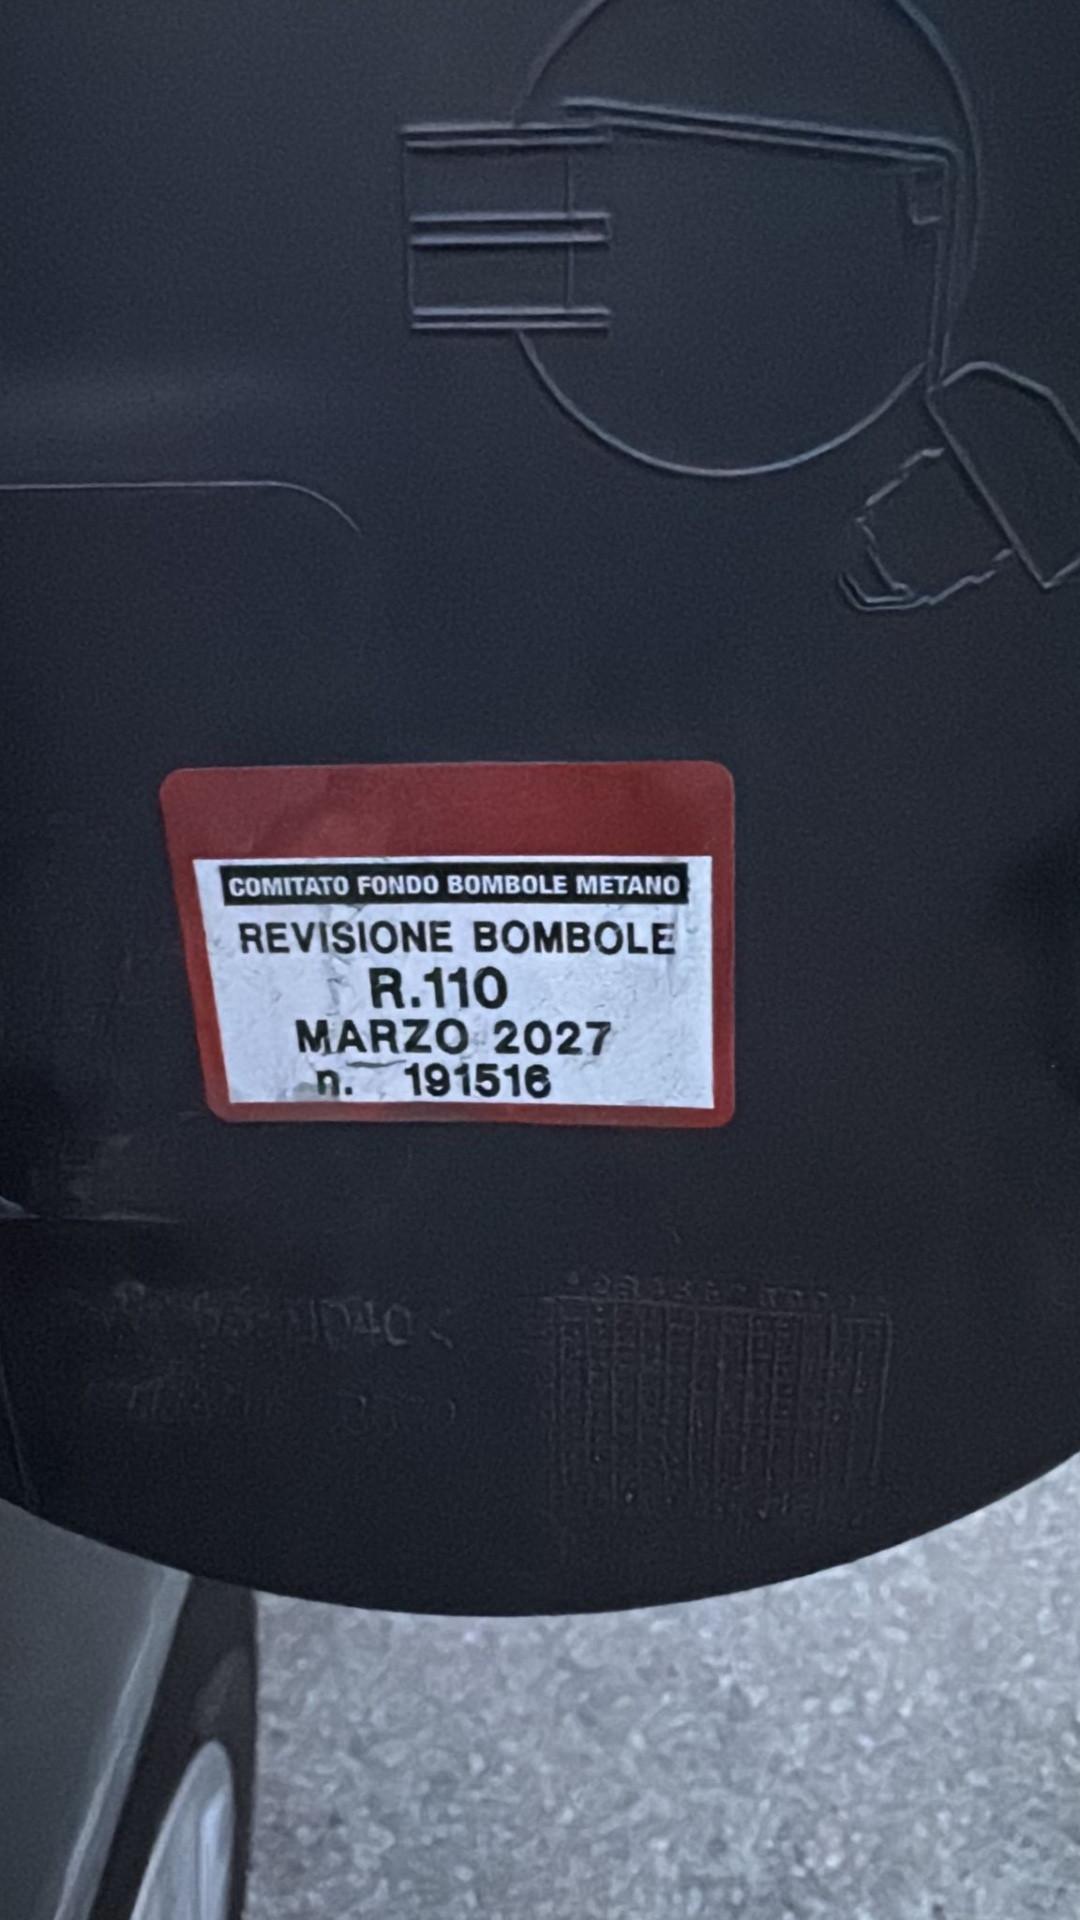 COMITATO FONDO BOMBOLE METANO
REVISIONE BOMBOLE
R.110
MARZO 2027
n. 191516